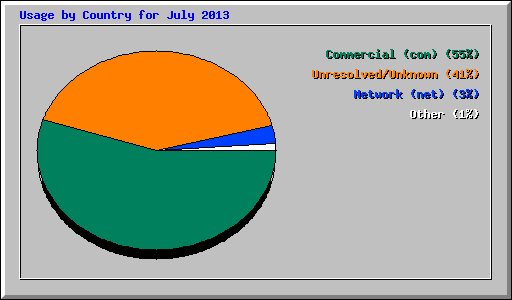 Usage by Country for July 2013
Commercial (com) (55%)
Unresolved/Unknown (41%)
Network (net) (3%)
Other (1%)